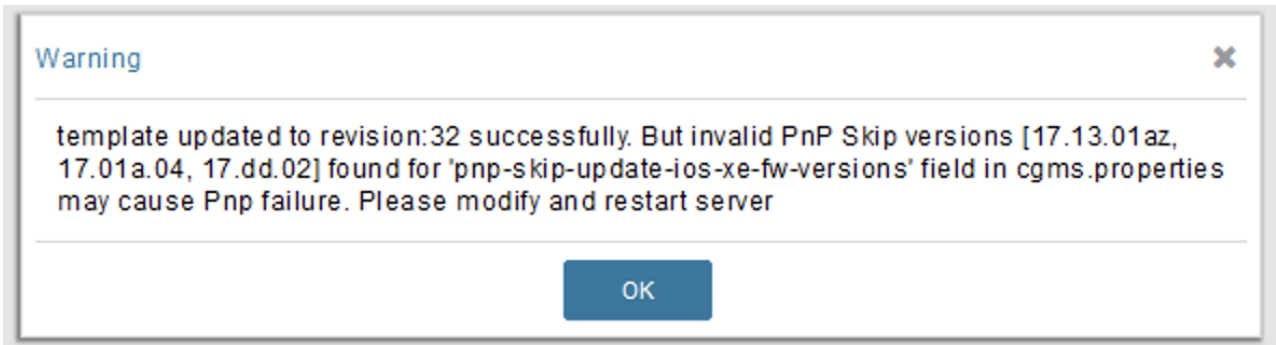 Warning
template updated to revision:32 successfully. But invalid PnP Skip versions [17.13.01az,
17.01a.04, 17.dd.02] found for 'pnp-skip-update-ios-xe-fw-versions' field in cgms.properties
may cause Pnp failure. Please modify and restart server
OK